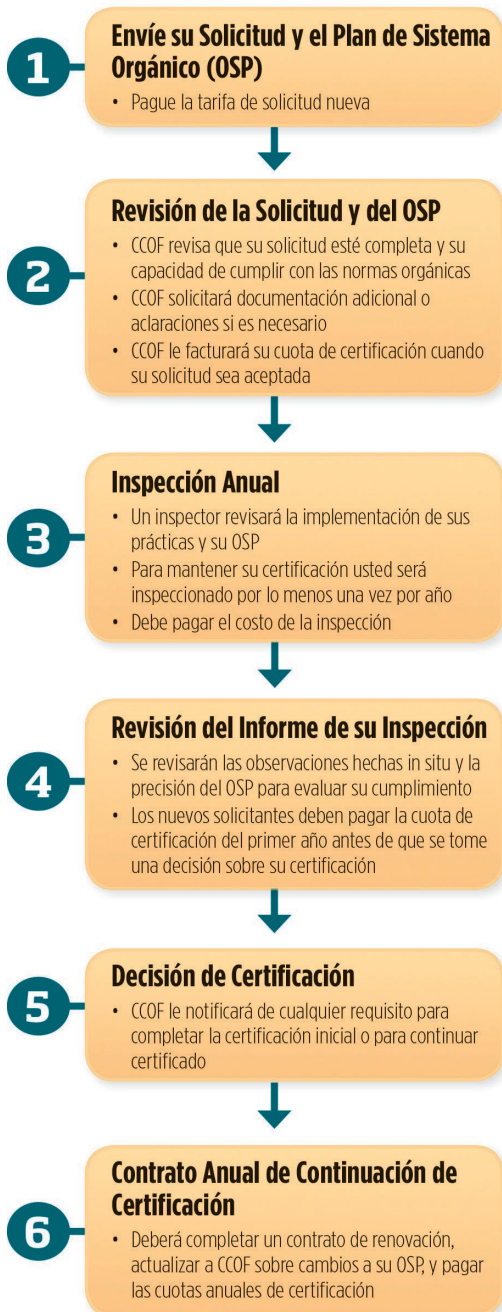 1
Envíe su Solicitud y el Plan de Sistema
Orgánico (OSP)
• Pague la tarifa de solicitud nueva
2
Revisión de la Solicitud y del OSP
• CCOF revisa que su solicitud esté completa y su
capacidad de cumplir con las normas orgánicas
• CCOF solicitará documentación adicional o
aclaraciones si es necesario
• CCOF le facturará su cuota de certificación cuando
su solicitud sea aceptada
3
Inspección Anual
• Un inspector revisará la implementación de sus
prácticas y su OSP
• Para mantener su certificación usted será
inspeccionado por lo menos una vez por año
• Debe pagar el costo de la inspección
4
Revisión del Informe de su Inspección
• Se revisarán las observaciones hechas in situ y la
precisión del OSP para evaluar su cumplimiento
• Los nuevos solicitantes deben pagar la cuota de
certificación del primer año antes de que se tome
una decisión sobre su certificación
5
Decisión de Certificación
• CCOF le notificará de cualquier requisito para
completar la certificación inicial o para continuar
certificado
6
Contrato Anual de Continuación de
Certificación
• Deberá completar un contrato de renovación,
actualizar a CCOF sobre cambios a su OSP, y pagar
las cuotas anuales de certificación